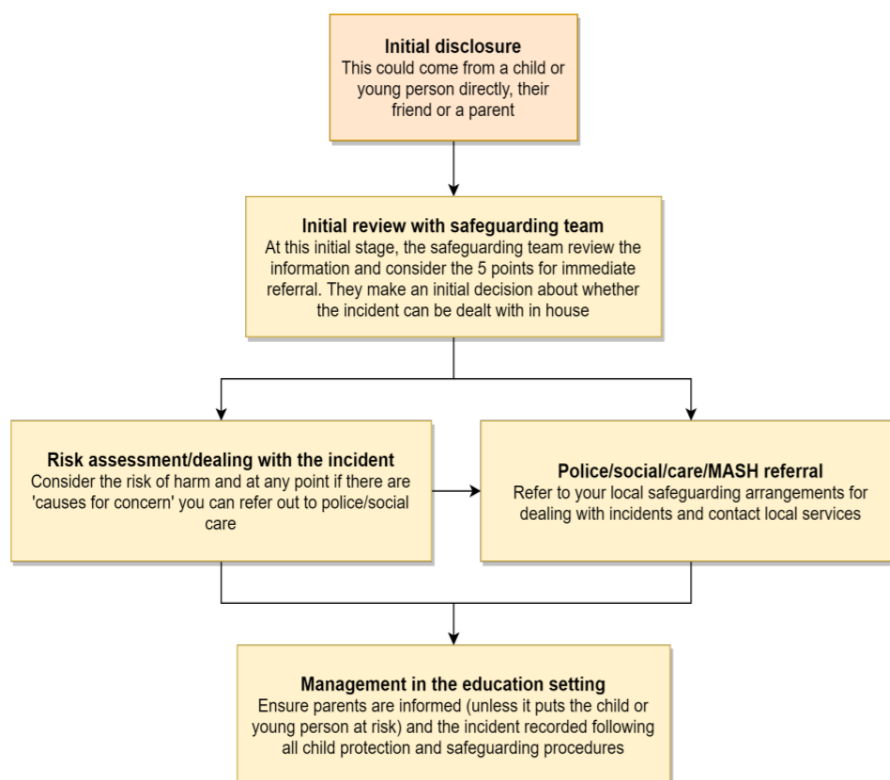 Initial disclosure
This could come from a child or
young person directly, their
friend or a parent
Initial review with safeguarding team
At this initial stage, the safeguarding team review the
information and consider the 5 points for immediate
referral. They make an initial decision about whether
the incident can be dealt with in house
Risk assessment/dealing with the incident
Consider the risk of harm and at any point if there are
'causes for concern' you can refer out to police/social
care
Police/social/care/MASH referral
Refer to your local safeguarding arrangements for
dealing with incidents and contact local services
Management in the education setting
Ensure parents are informed (unless it puts the child or
young person at risk) and the incident recorded following
all child protection and safeguarding procedures